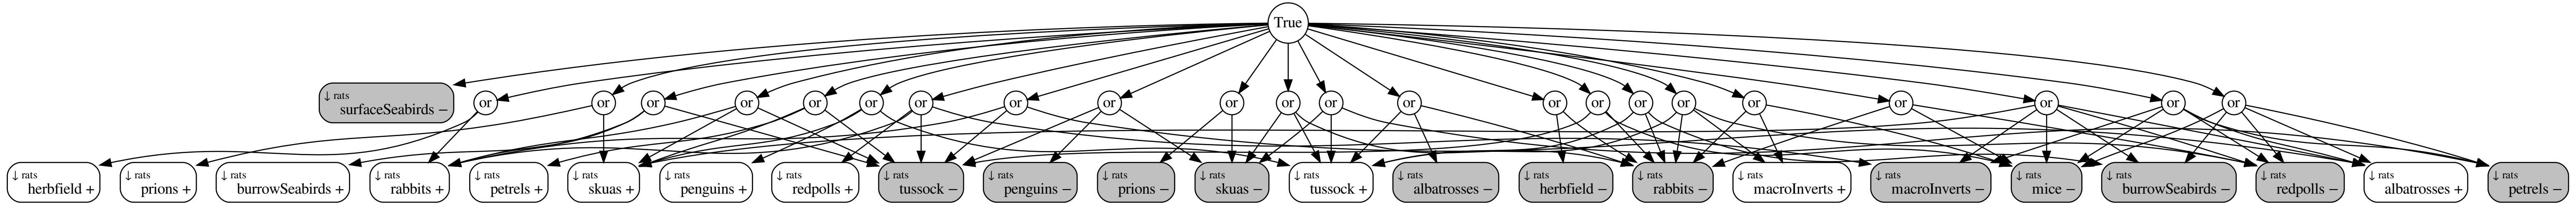 True
↓ rats
surfaceSeabirds −
or or or or or or or or or or or or or or or or or or or or or or
↓ rats
herbfield +
↓ rats
prions +
↓ rats
burrowSeabirds +
↓ rats
rabbits +
↓ rats
petrels +
↓ rats
skuas +
↓ rats
penguins +
↓ rats
redpolls +
↓ rats
tussock −
↓ rats
penguins −
↓ rats
prions −
↓ rats
skuas −
↓ rats
tussock +
↓ rats
albatrosses −
↓ rats
herbfield −
↓ rats
rabbits −
↓ rats
macroInverts +
↓ rats
macroInverts −
↓ rats
mice −
↓ rats
burrowSeabirds −
↓ rats
redpolls −
↓ rats
albatrosses +
↓ rats
petrels −